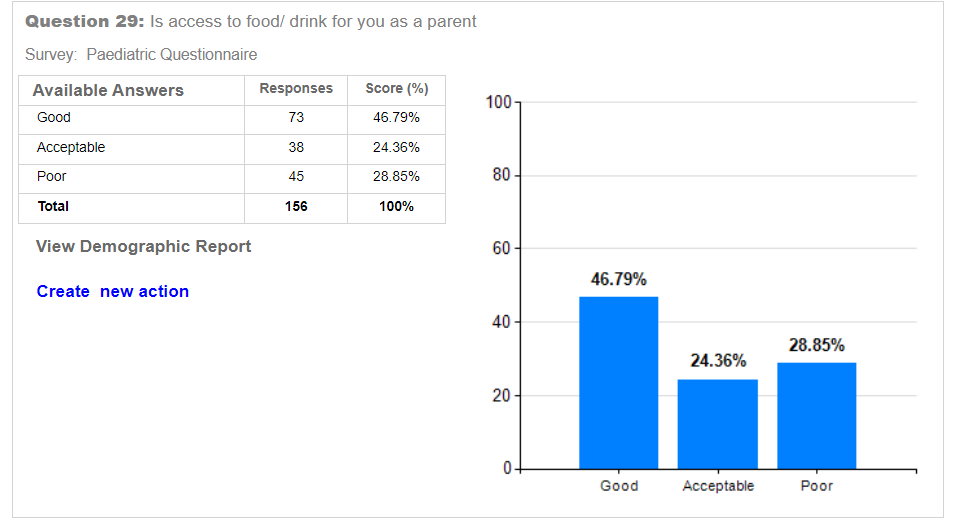 Question 29: Is access to food/ drink for you as a parent
Survey:  Paediatric Questionnaire
Available Answers Responses Score (%)
Good 73 46.79%
Acceptable 38 24.36%
Poor 45 28.85%
Total 156 100%
View Demographic Report
Create  new action
100
80
60
40
20
0
46.79%
24.36%
28.85%
Good Acceptable Poor